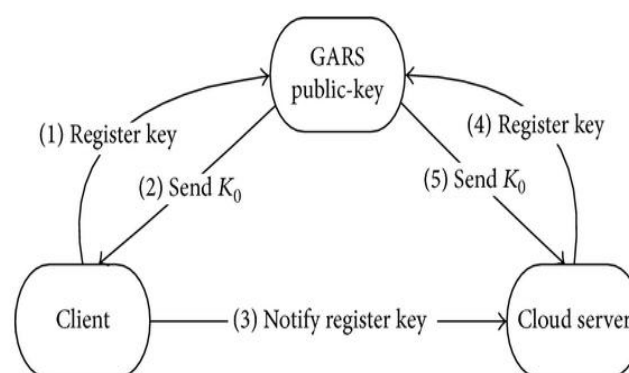 GARS
public-key
(1) Register key
(4) Register key
(2) Send K₀
(5) Send K₀
Client
(3) Notify register key
Cloud server